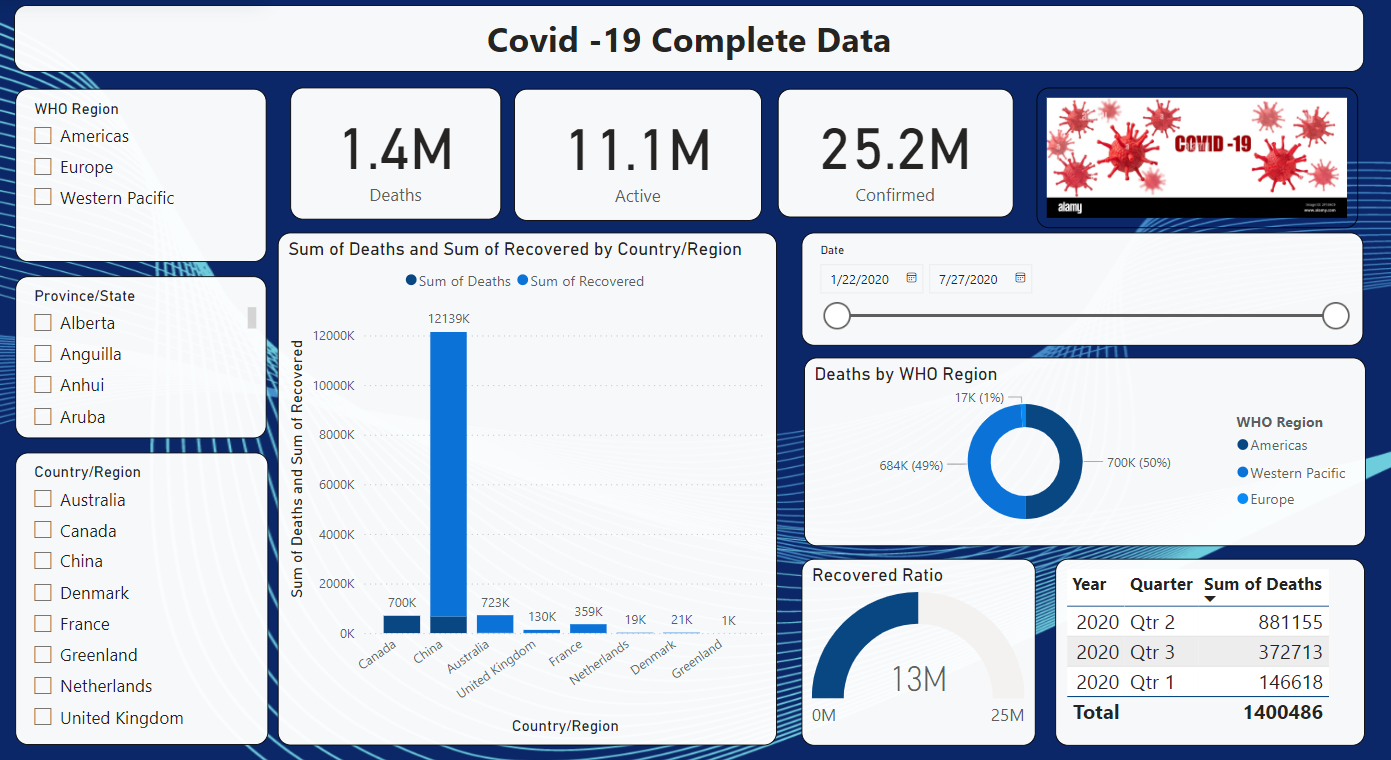 Covid -19 Complete Data
WHO Region
Americas
Europe
Western Pacific
1.4M
Deaths
11.1M
Active
25.2M
Confirmed
COVID -19
alamy
www.alamy.com
Province/State
Alberta
Anguilla
Anhui
Aruba
Country/Region
Australia
Canada
China
Denmark
France
Greenland
Netherlands
United Kingdom
Sum of Deaths and Sum of Recovered by Country/Region
Sum of Deaths Sum of Recovered
Sum of Deaths and Sum of Recovered
12000K
10000K
8000K
6000K
4000K
2000K
0K
700K
12139K
723K
130K
359K
19K
21K
1K
Canada
China
Australia
United Kingdom
France
Netherlands
Denmark
Greenland
Country/Region
Date
1/22/2020 7/27/2020
Deaths by WHO Region
17K (1%)
684K (49%)
700K (50%)
WHO Region
Americas
Western Pacific
Europe
Recovered Ratio
13M
0M 25M
Year Quarter Sum of Deaths
2020 Qtr 2 881155
2020 Qtr 3 372713
2020 Qtr 1 146618
Total 1400486